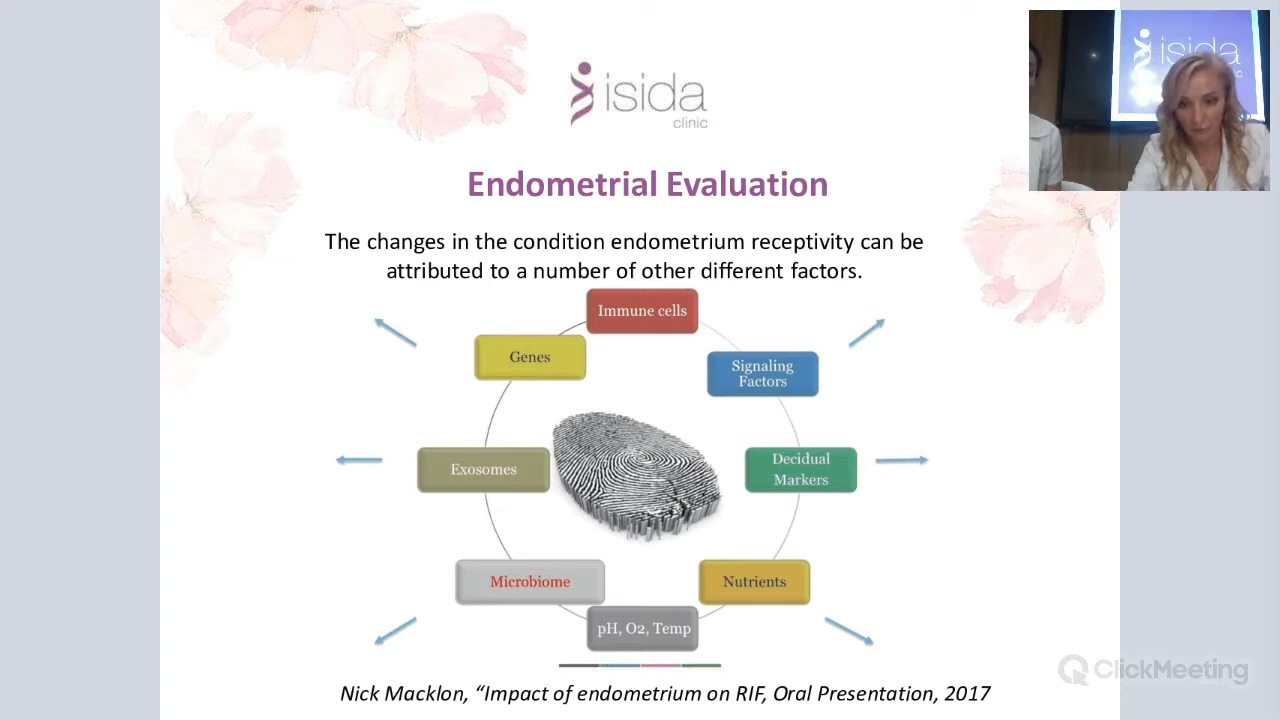 isida
clinic
isida
Endometrial Evaluation
The changes in the condition endometrium receptivity can be
attributed to a number of other different factors.
Immune cells
Genes
Signaling
Factors
Exosomes
Decidual
Markers
Microbiome
Nutrients
pH, O2, Temp
ClickMeeting
Nick Macklon, “Impact of endometrium on RIF, Oral Presentation, 2017